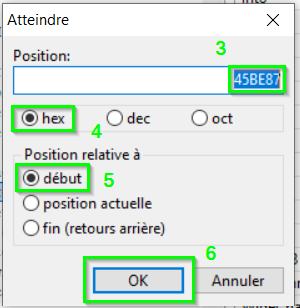 Atteindre
Position:
3
45BE87
hex
dec
oct
4
Position relative à
début
5
position actuelle
fin (retours arrière)
6
OK
Annuler